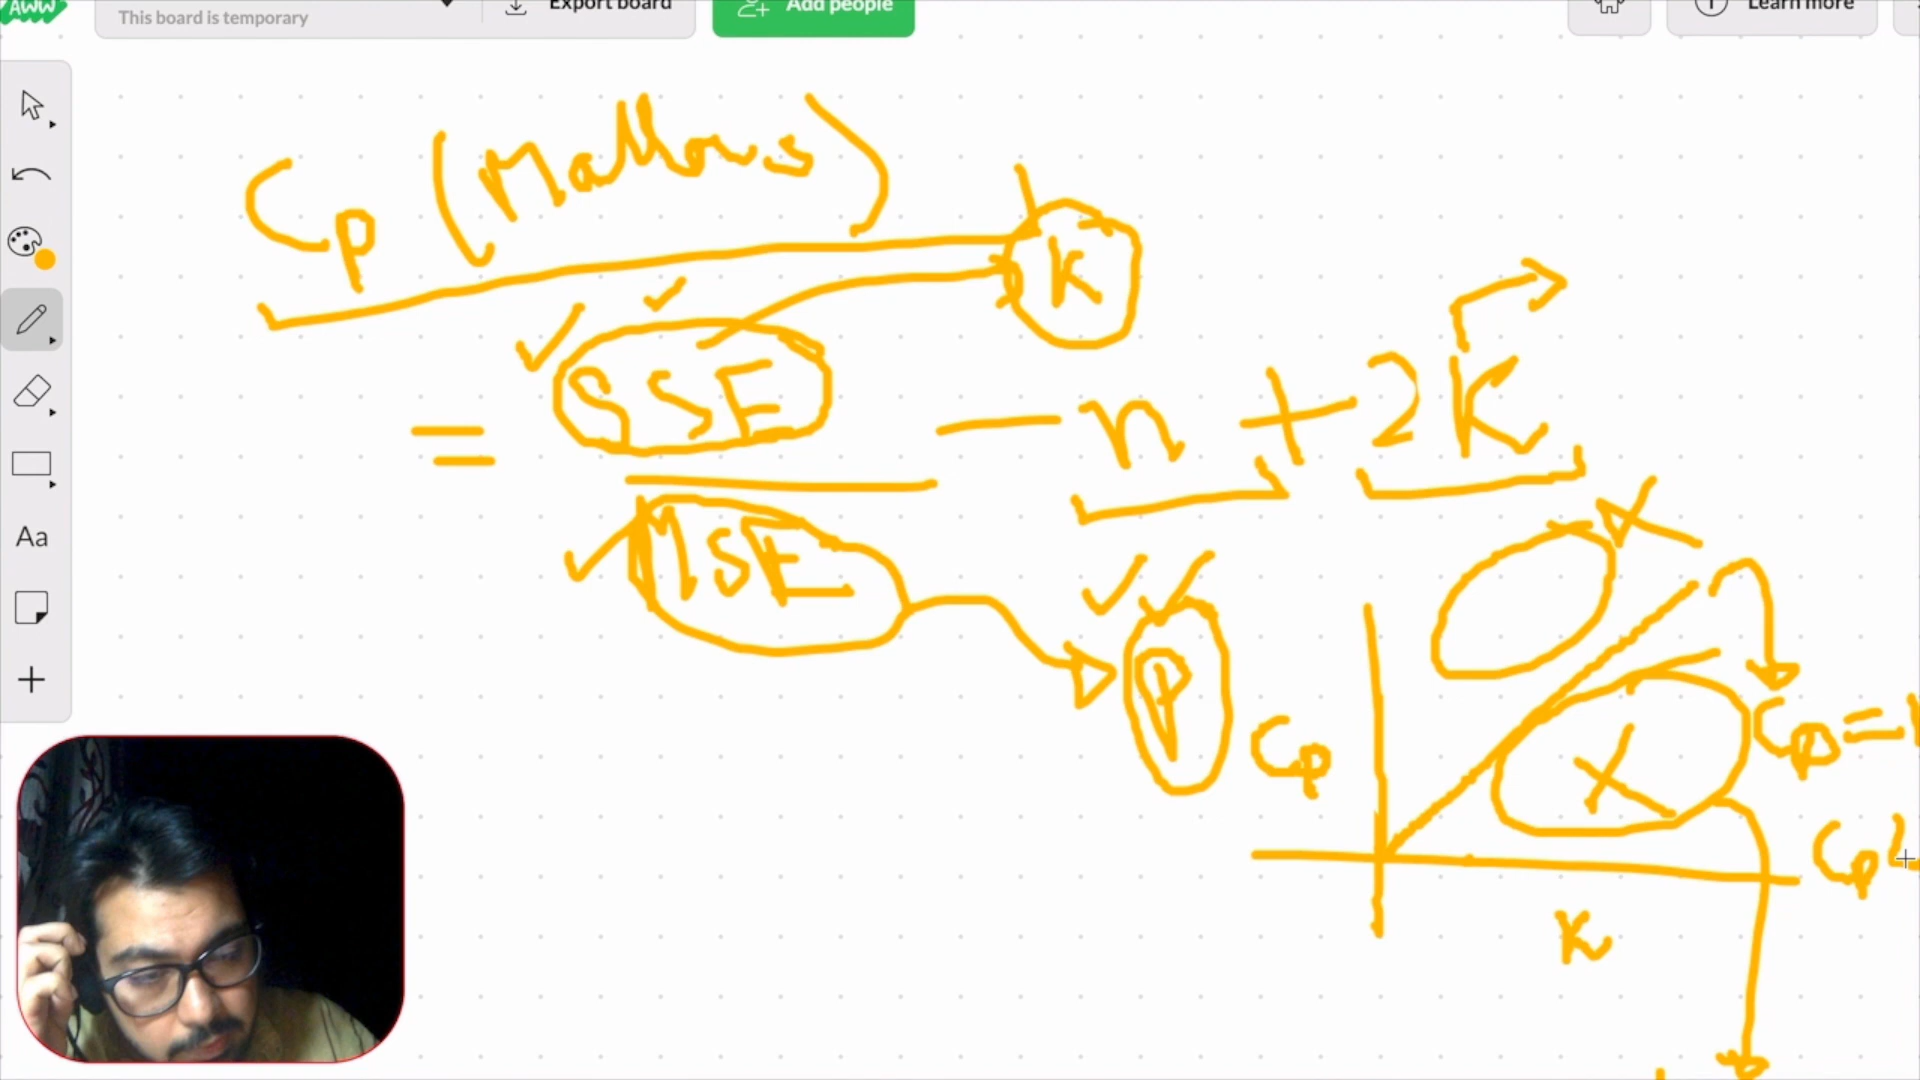 AWW
This board is temporary
Export board
Add people
Learn more
Cp (Mallows)
K
= SSE - n + 2K
MSE
P
Aa
Cp
Cp =
Cp
K